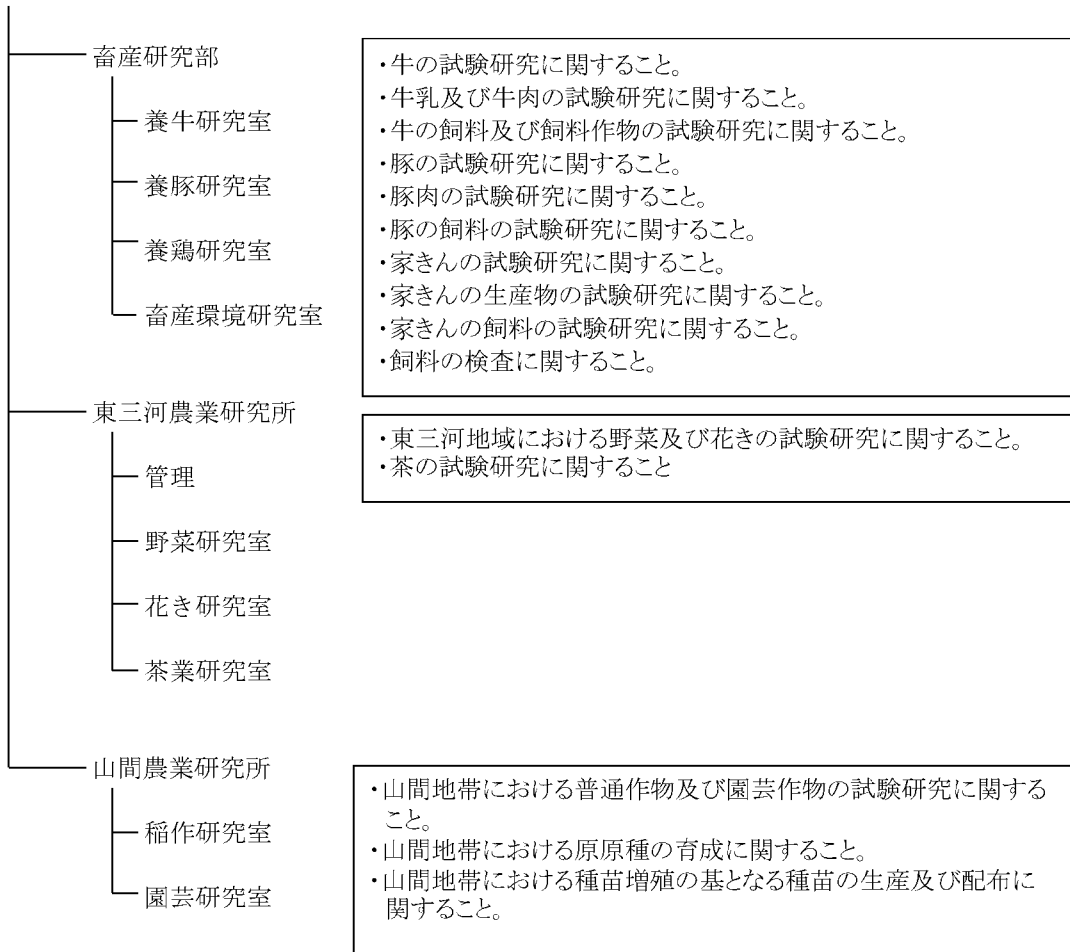 畜産研究部
養牛研究室
養豚研究室
養鶏研究室
畜産環境研究室
・牛の試験研究に関すること。
・牛乳及び牛肉の試験研究に関すること。
・牛の飼料及び飼料作物の試験研究に関すること。
・豚の試験研究に関すること。
・豚肉の試験研究に関すること。
・豚の飼料の試験研究に関すること。
・家きんの試験研究に関すること。
・家きんの生産物の試験研究に関すること。
・家きんの飼料の試験研究に関すること。
・飼料の検査に関すること。
東三河農業研究所
管理
野菜研究室
花き研究室
茶業研究室
・東三河地域における野菜及び花きの試験研究に関すること。
・茶の試験研究に関すること
山間農業研究所
稲作研究室
園芸研究室
・山間地帯における普通作物及び園芸作物の試験研究に関する
こと。
・山間地帯における原原種の育成に関すること。
・山間地帯における種苗増殖の基となる種苗の生産及び配布に
関すること。